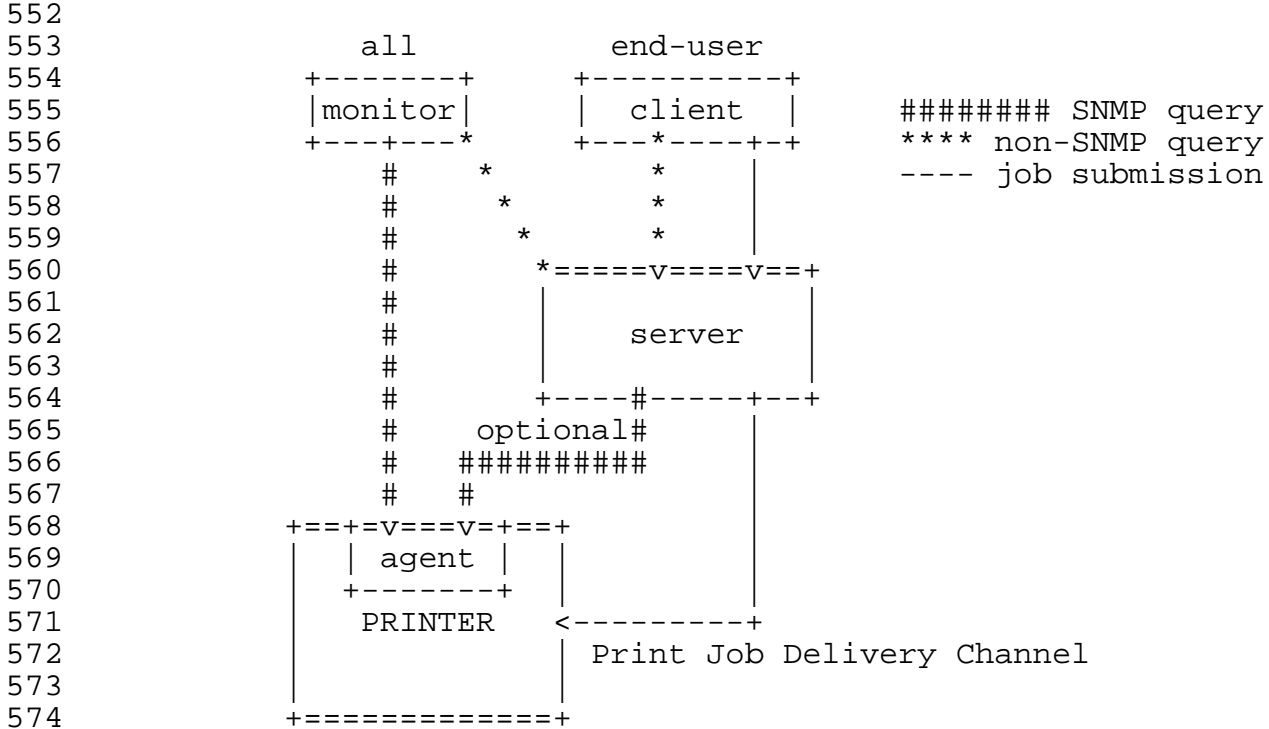 552
553                all          end-user
554             +-------+     +----------+
555             |monitor|     |  client  |     ######## SNMP query
556             +---+---*     +---*----+-+     **** non-SNMP query
557                 #    *        *    |       ---- job submission
558                 #     *       *    |
559                 #      *      *    |
560                 #       *=====v====v==+
561                 #       |             |
562                 #       |    server   |
563                 #       |             |
564                 #       +----#-----+--+
565                 #    optional#     |
566                 #   ##########     |
567                 #   #              |
568            +==+=v===v=+==+         |
569            |  | agent |  |         |
570            |  +-------+  |         |
571            |   PRINTER   <---------+
572            |             | Print Job Delivery Channel
573            |             |
574            +=============+